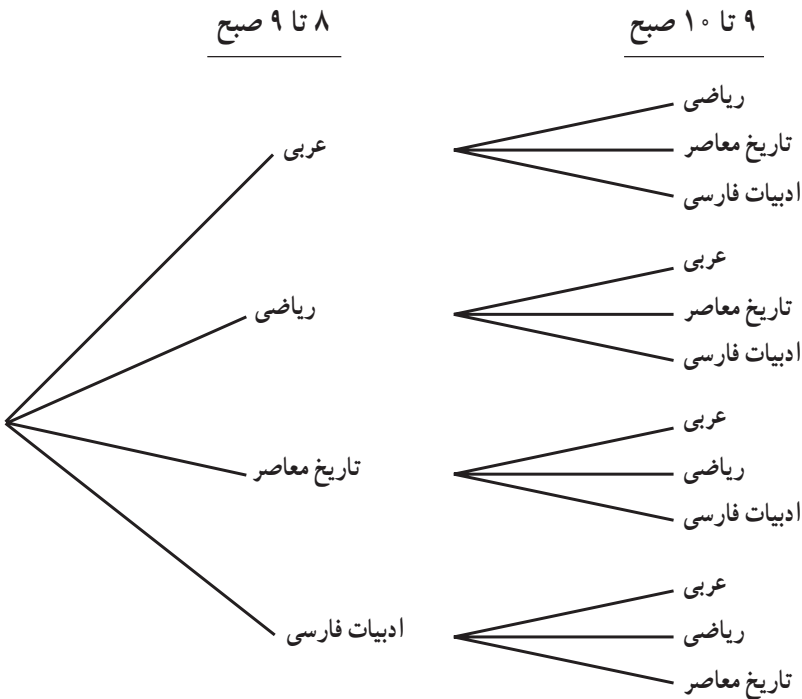 ۸ تا ۹ صبح
۹ تا ۱۰ صبح
عربی
ریاضی
تاریخ معاصر
ادبیات فارسی
ریاضی
عربی
تاریخ معاصر
ادبیات فارسی
تاریخ معاصر
عربی
ریاضی
ادبیات فارسی
ادبیات فارسی
عربی
ریاضی
تاریخ معاصر